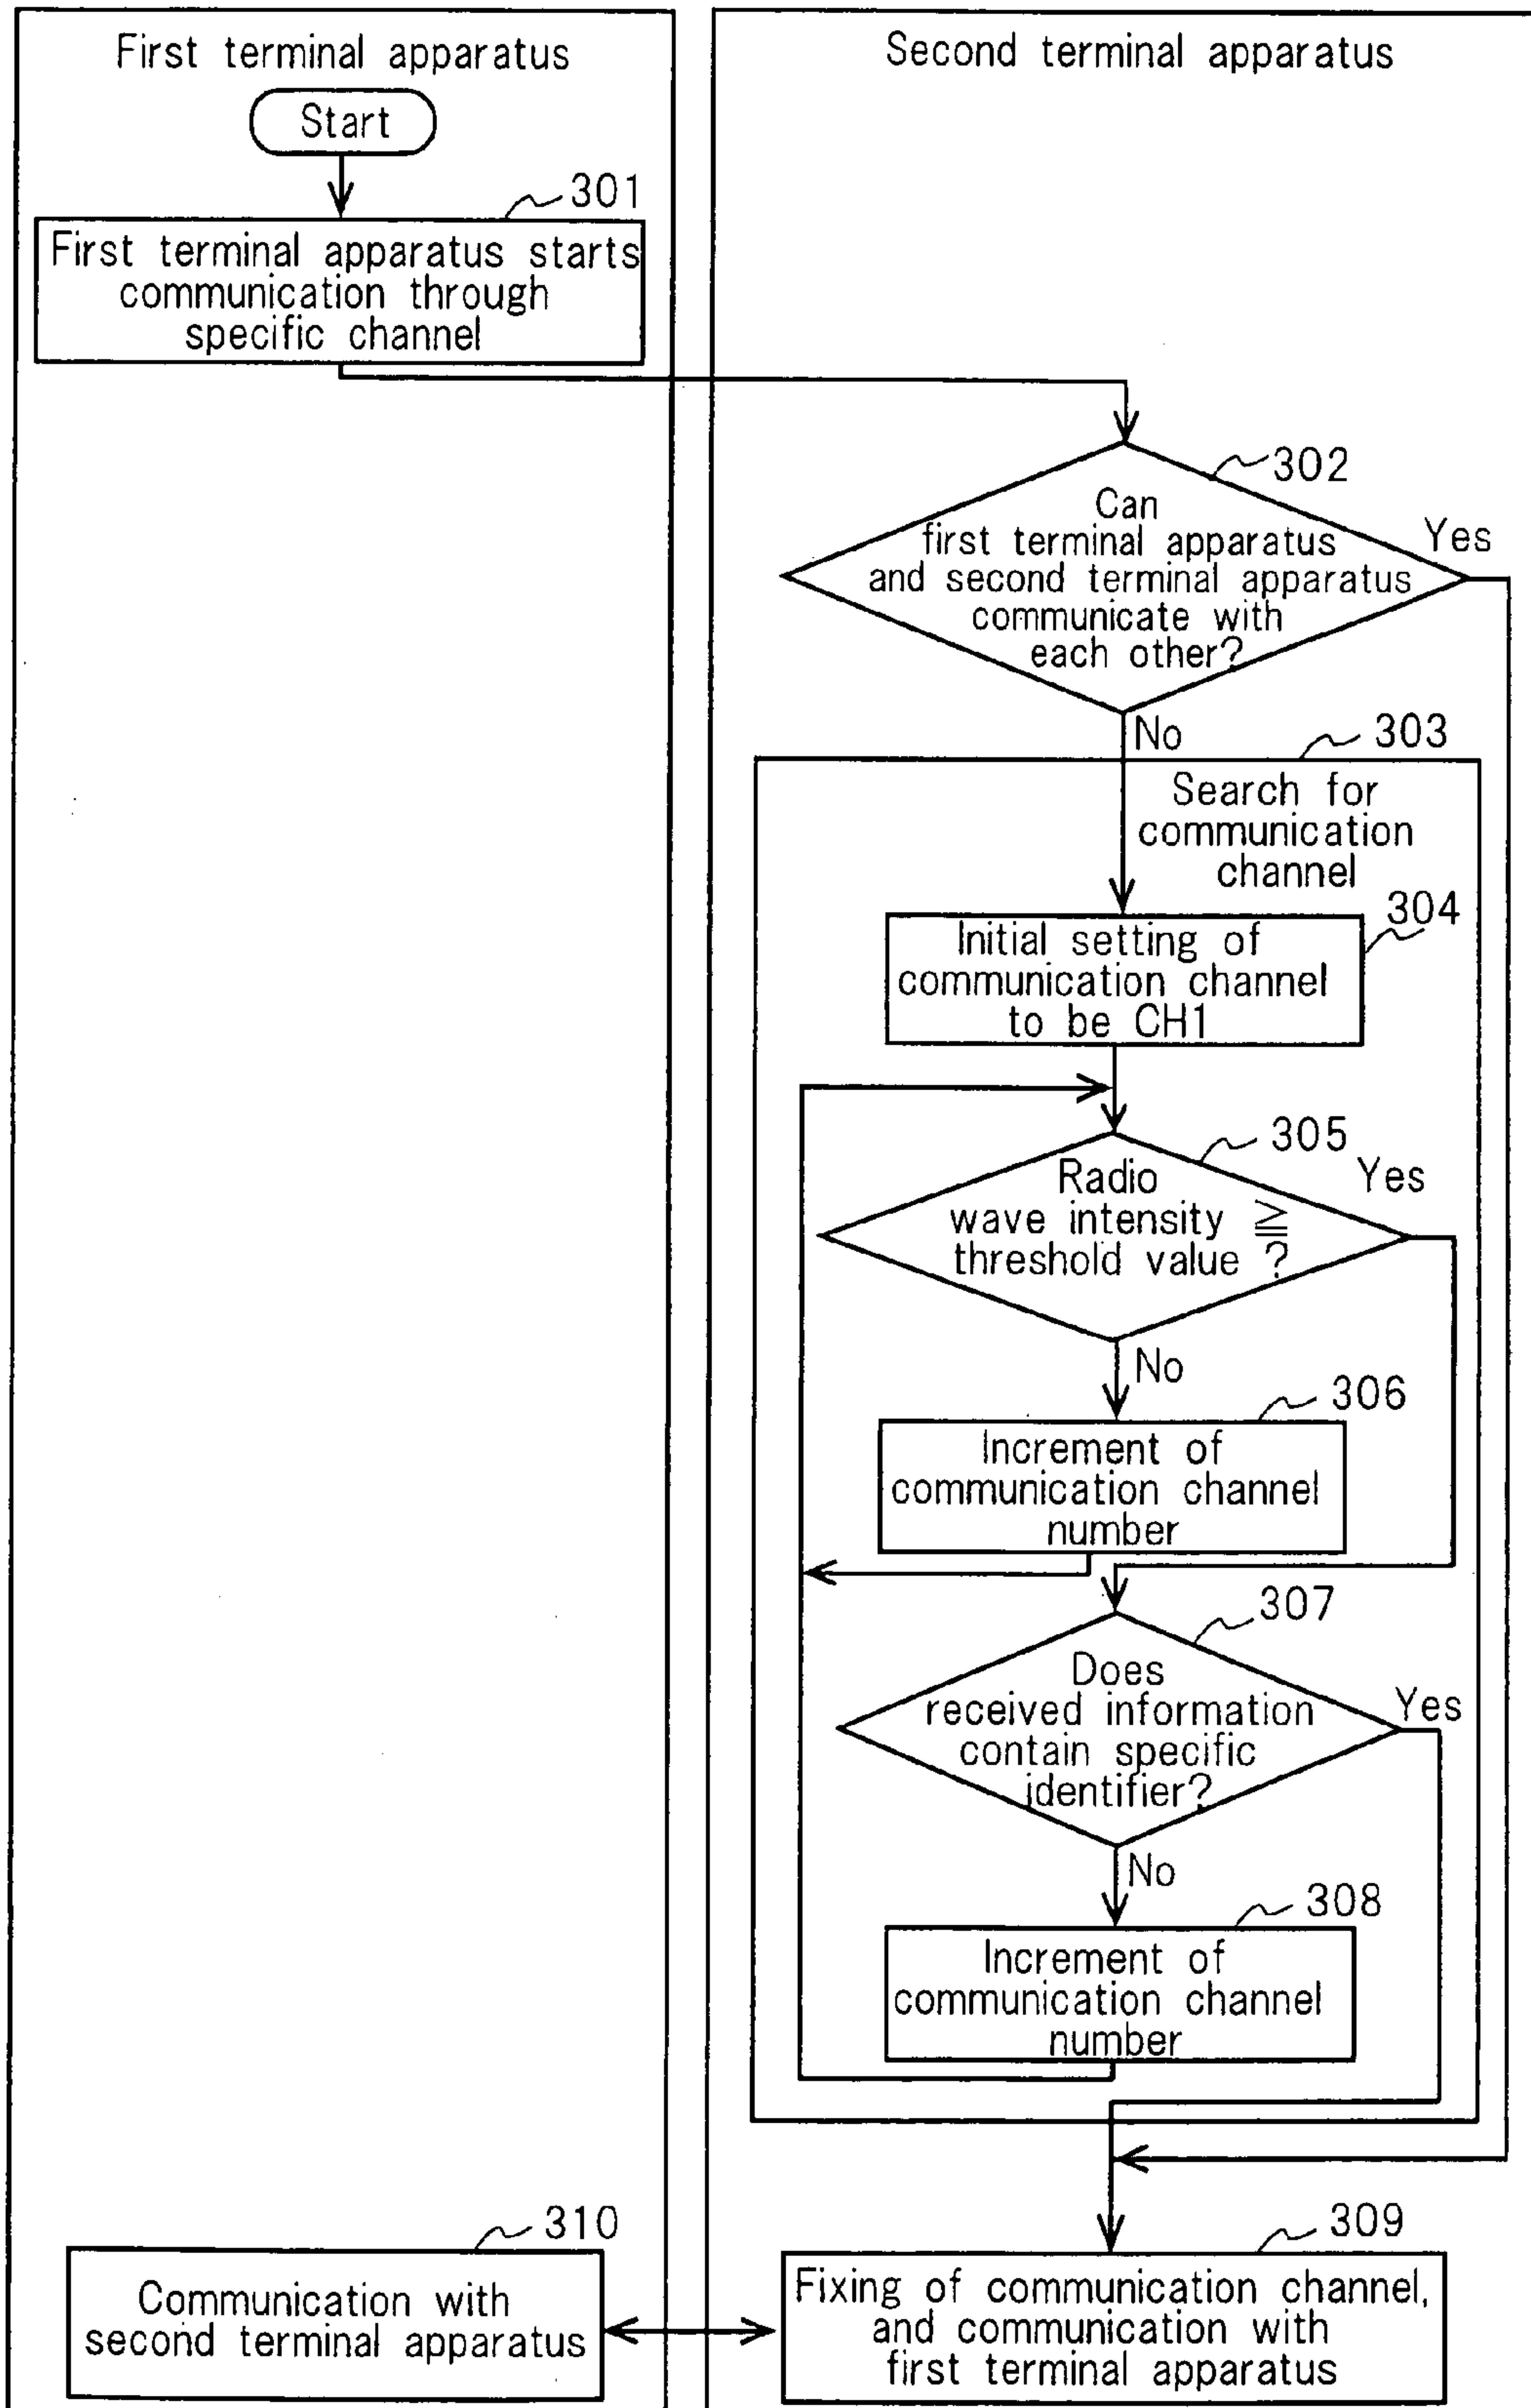 First terminal apparatus
Start
301
First terminal apparatus starts
communication through
specific channel
Second terminal apparatus
302
Can
first terminal apparatus
and second terminal apparatus
communicate with
each other?
Yes
No
303
Search for
communication
channel
304
Initial setting of
communication channel
to be CH1
305
Radio
wave intensity ≧
threshold value ?
Yes
No
306
Increment of
communication channel
number
307
Does
received information
contain specific
identifier?
Yes
No
308
Increment of
communication channel
number
310
Communication with
second terminal apparatus
309
Fixing of communication channel,
and communication with
first terminal apparatus